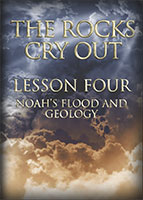 THE ROCKS
CRY OUT
LESSON FOUR
NOAH'S FLOOD AND
GEOLOGY